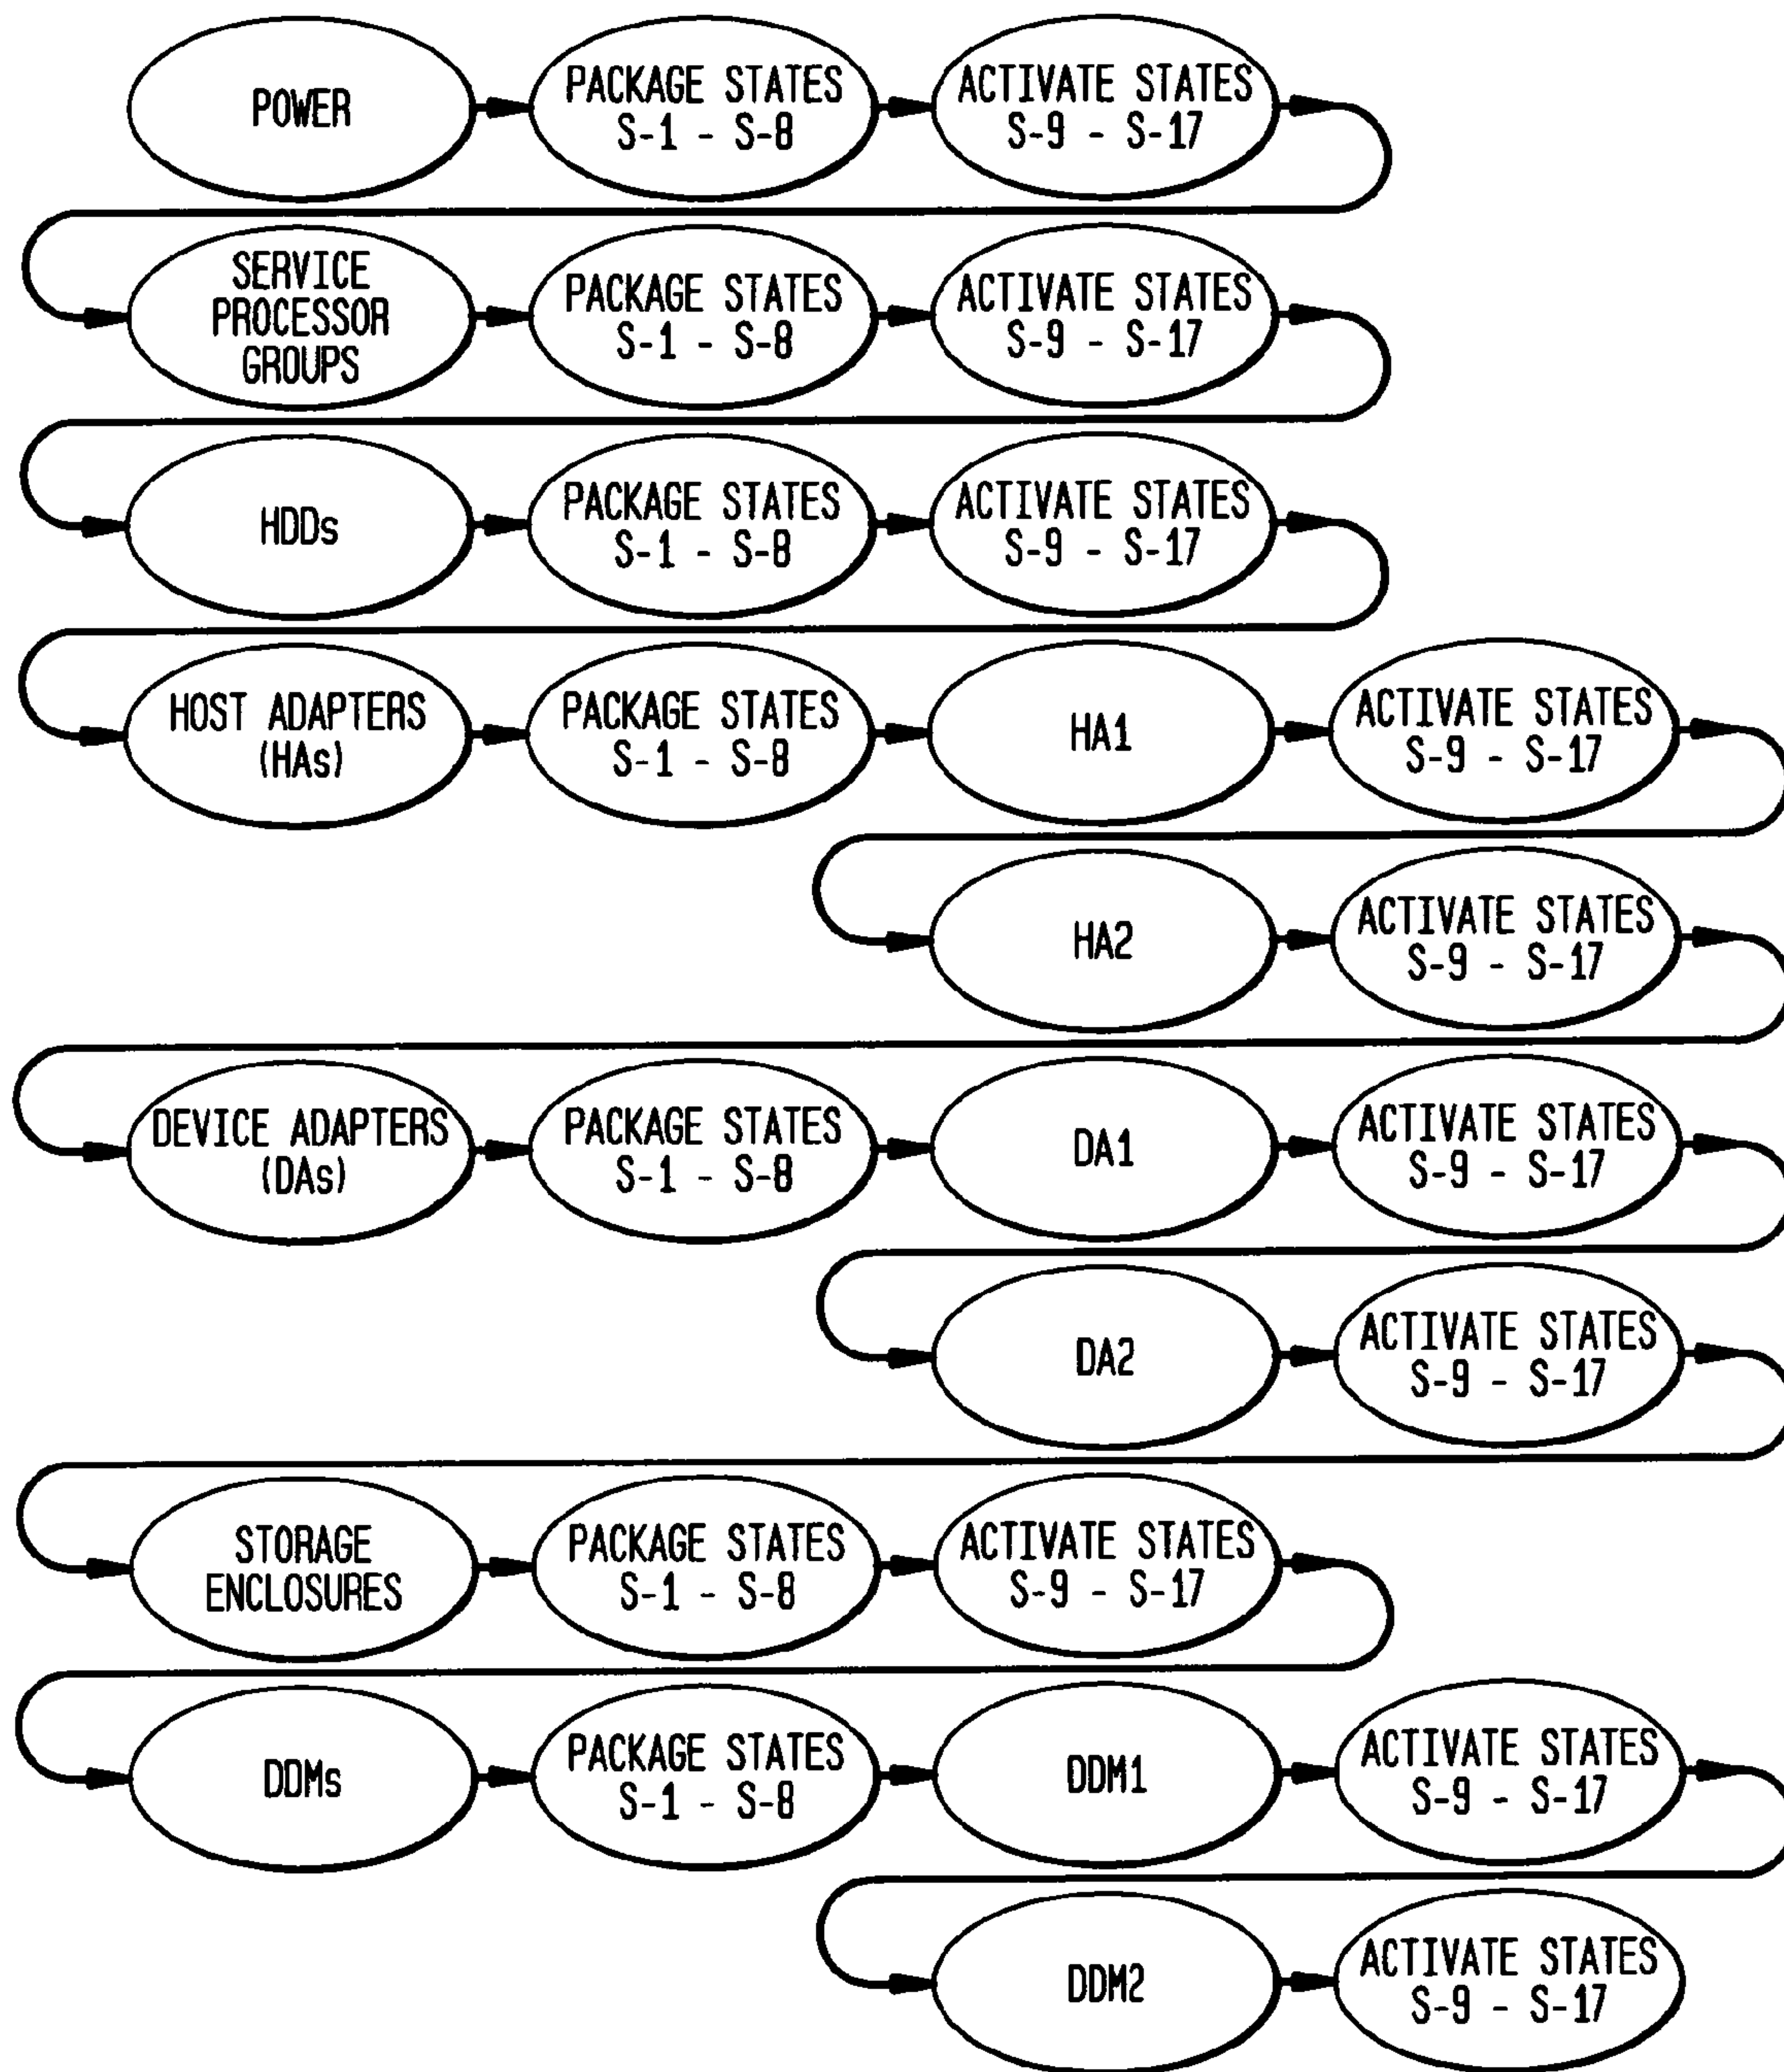 POWER
PACKAGE STATES
S-1 - S-8
ACTIVATE STATES
S-9 - S-17
SERVICE
PROCESSOR
GROUPS
PACKAGE STATES
S-1 - S-8
ACTIVATE STATES
S-9 - S-17
HDDs
PACKAGE STATES
S-1 - S-8
ACTIVATE STATES
S-9 - S-17
HOST ADAPTERS
(HAs)
PACKAGE STATES
S-1 - S-8
HA1
ACTIVATE STATES
S-9 - S-17
HA2
ACTIVATE STATES
S-9 - S-17
DEVICE ADAPTERS
(DAs)
PACKAGE STATES
S-1 - S-8
DA1
ACTIVATE STATES
S-9 - S-17
DA2
ACTIVATE STATES
S-9 - S-17
STORAGE
ENCLOSURES
PACKAGE STATES
S-1 - S-8
ACTIVATE STATES
S-9 - S-17
DDMs
PACKAGE STATES
S-1 - S-8
DDM1
ACTIVATE STATES
S-9 - S-17
DDM2
ACTIVATE STATES
S-9 - S-17